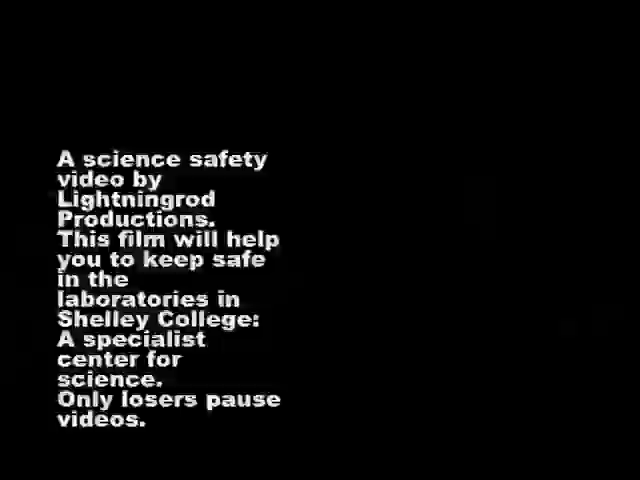 A science safety
video by
Lightningrod
Productions.
This film will help
you to keep safe
in the
laboratories in
Shelley College:
A specialist
center for
science.
Only losers pause
videos.